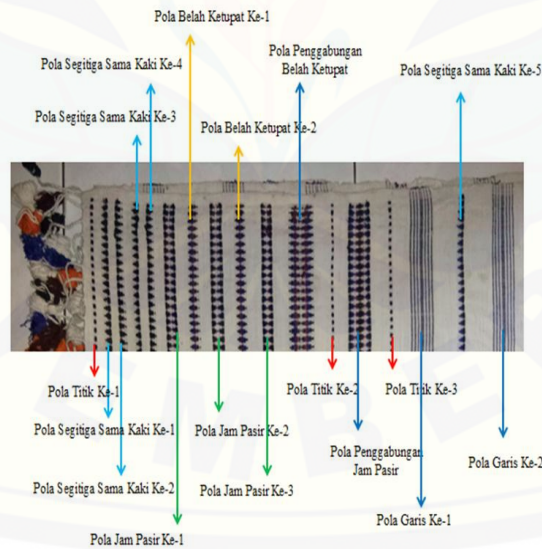 Pola Belah Ketupat Ke-1
Pola Penggabungan
Belah Ketupat
Pola Segitiga Sama Kaki Ke-4
Pola Segitiga Sama Kaki Ke-5
Pola Segitiga Sama Kaki Ke-3
Pola Belah Ketupat Ke-2
Pola Titik Ke-1
Pola Titik Ke-2
Pola Titik Ke-3
Pola Segitiga Sama Kaki Ke-1
Pola Jam Pasir Ke-2
Pola Penggabungan
Jam Pasir
Pola Garis Ke-2
Pola Segitiga Sama Kaki Ke-2
Pola Jam Pasir Ke-3
Pola Garis Ke-1
Pola Jam Pasir Ke-1